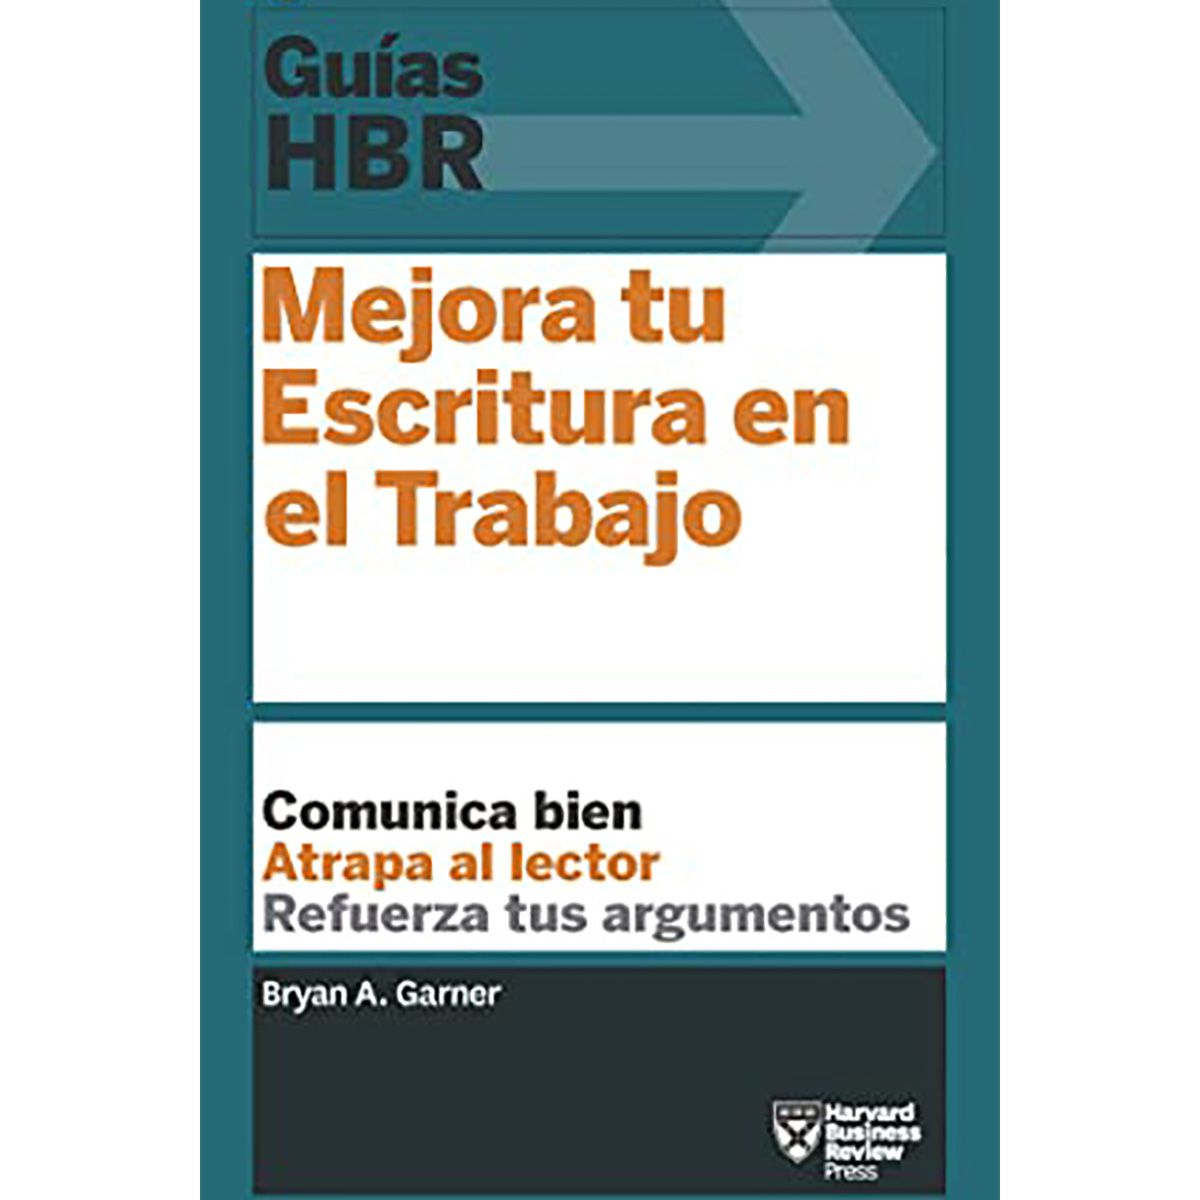 Guías
HBR
Mejora tu
Escritura en
el Trabajo
Comunica bien
Atrapa al lector
Refuerza tus argumentos
Bryan A. Garner
Harvard
Business
Review
Press